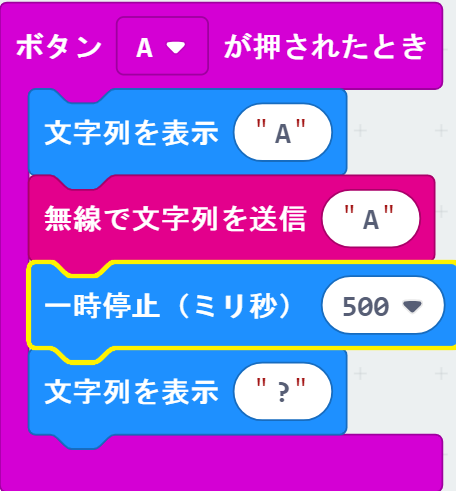 ボタン A が押されたとき
文字列を表示 "A"
無線で文字列を送信 "A"
一時停止（ミリ秒） 500
文字列を表示 "?"